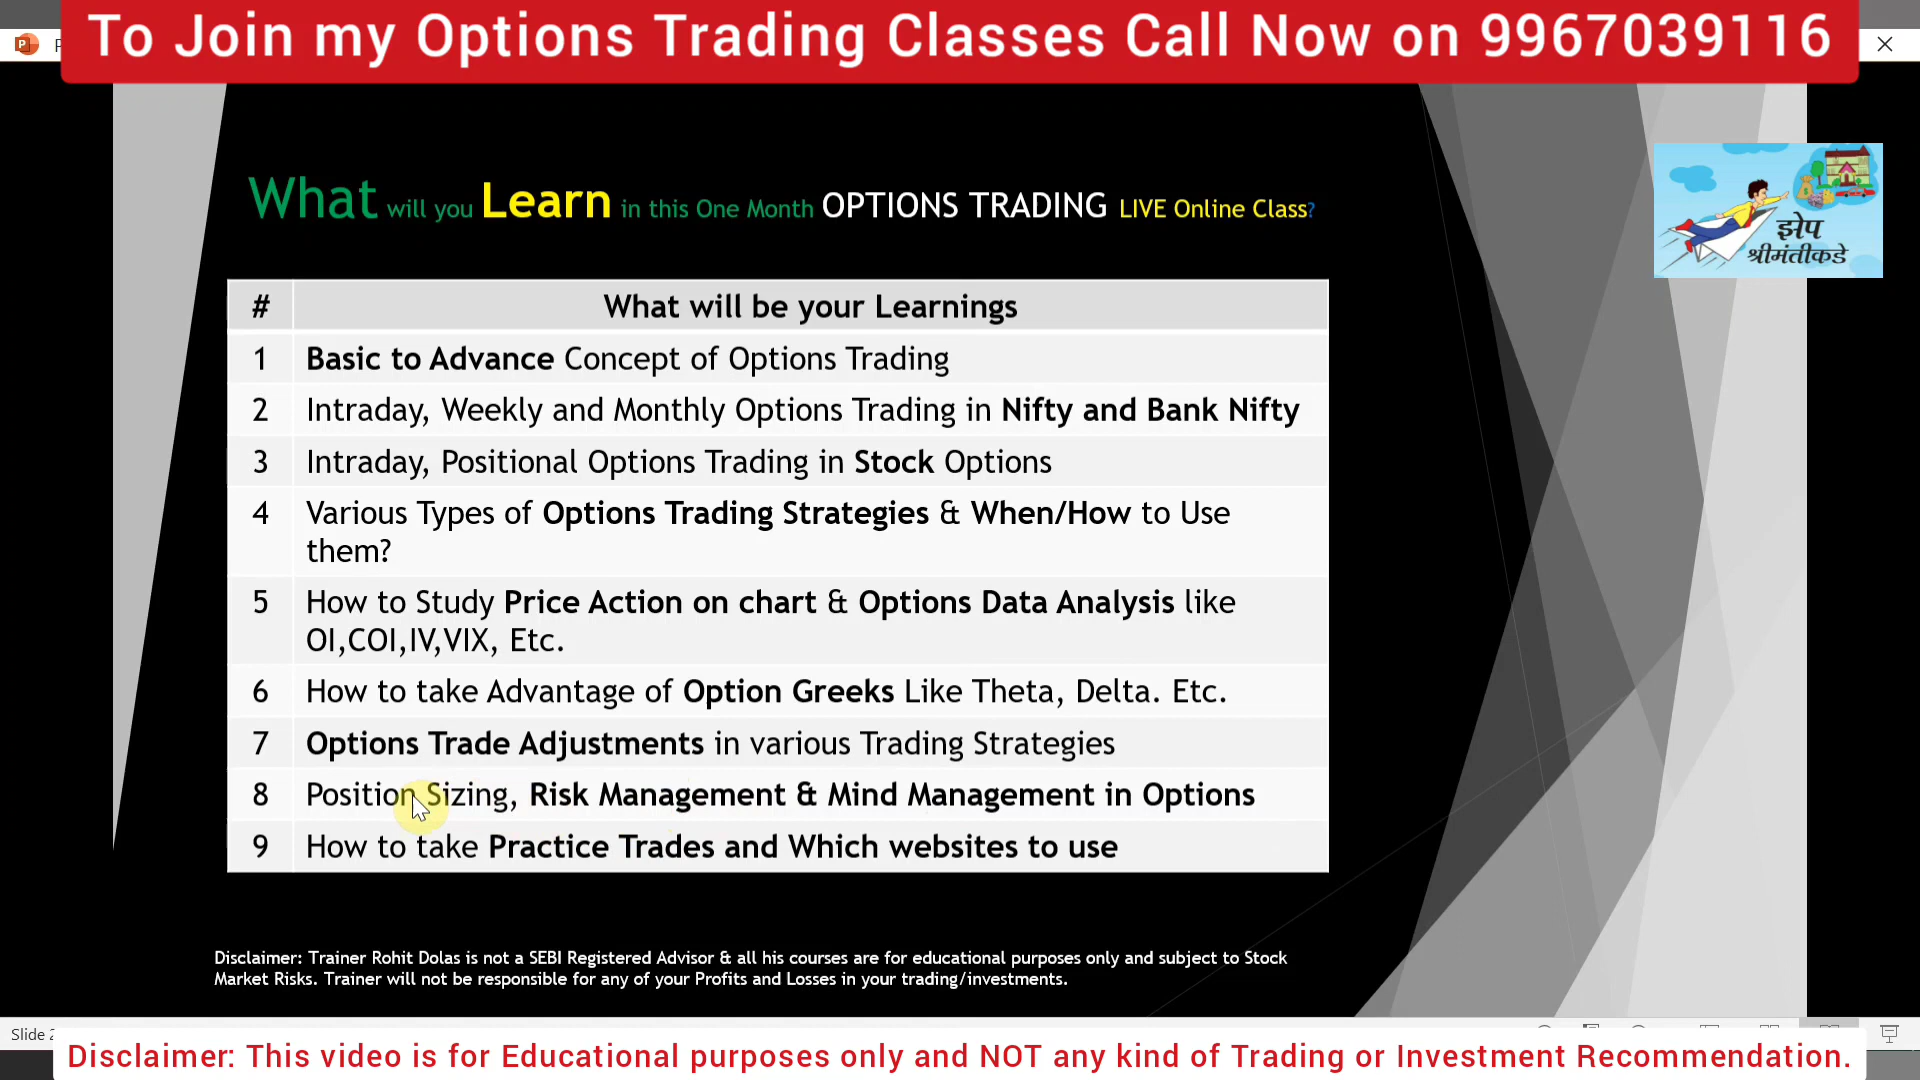 To Join my Options Trading Classes Call Now on 9967039116
What will you Learn in this One Month OPTIONS TRADING LIVE Online Class?
झेप
श्रीमंतीकडे
# What will be your Learnings
1 Basic to Advance Concept of Options Trading
2 Intraday, Weekly and Monthly Options Trading in Nifty and Bank Nifty
3 Intraday, Positional Options Trading in Stock Options
4 Various Types of Options Trading Strategies & When/How to Use
them?
5 How to Study Price Action on chart & Options Data Analysis like
OI,COI,IV,VIX, Etc.
6 How to take Advantage of Option Greeks Like Theta, Delta. Etc.
7 Options Trade Adjustments in various Trading Strategies
8 Position Sizing, Risk Management & Mind Management in Options
9 How to take Practice Trades and Which websites to use
Disclaimer: Trainer Rohit Dolas is not a SEBI Registered Advisor & all his courses are for educational purposes only and subject to Stock
Market Risks. Trainer will not be responsible for any of your Profits and Losses in your trading/investments.
Slide
Disclaimer: This video is for Educational purposes only and NOT any kind of Trading or Investment Recommendation.